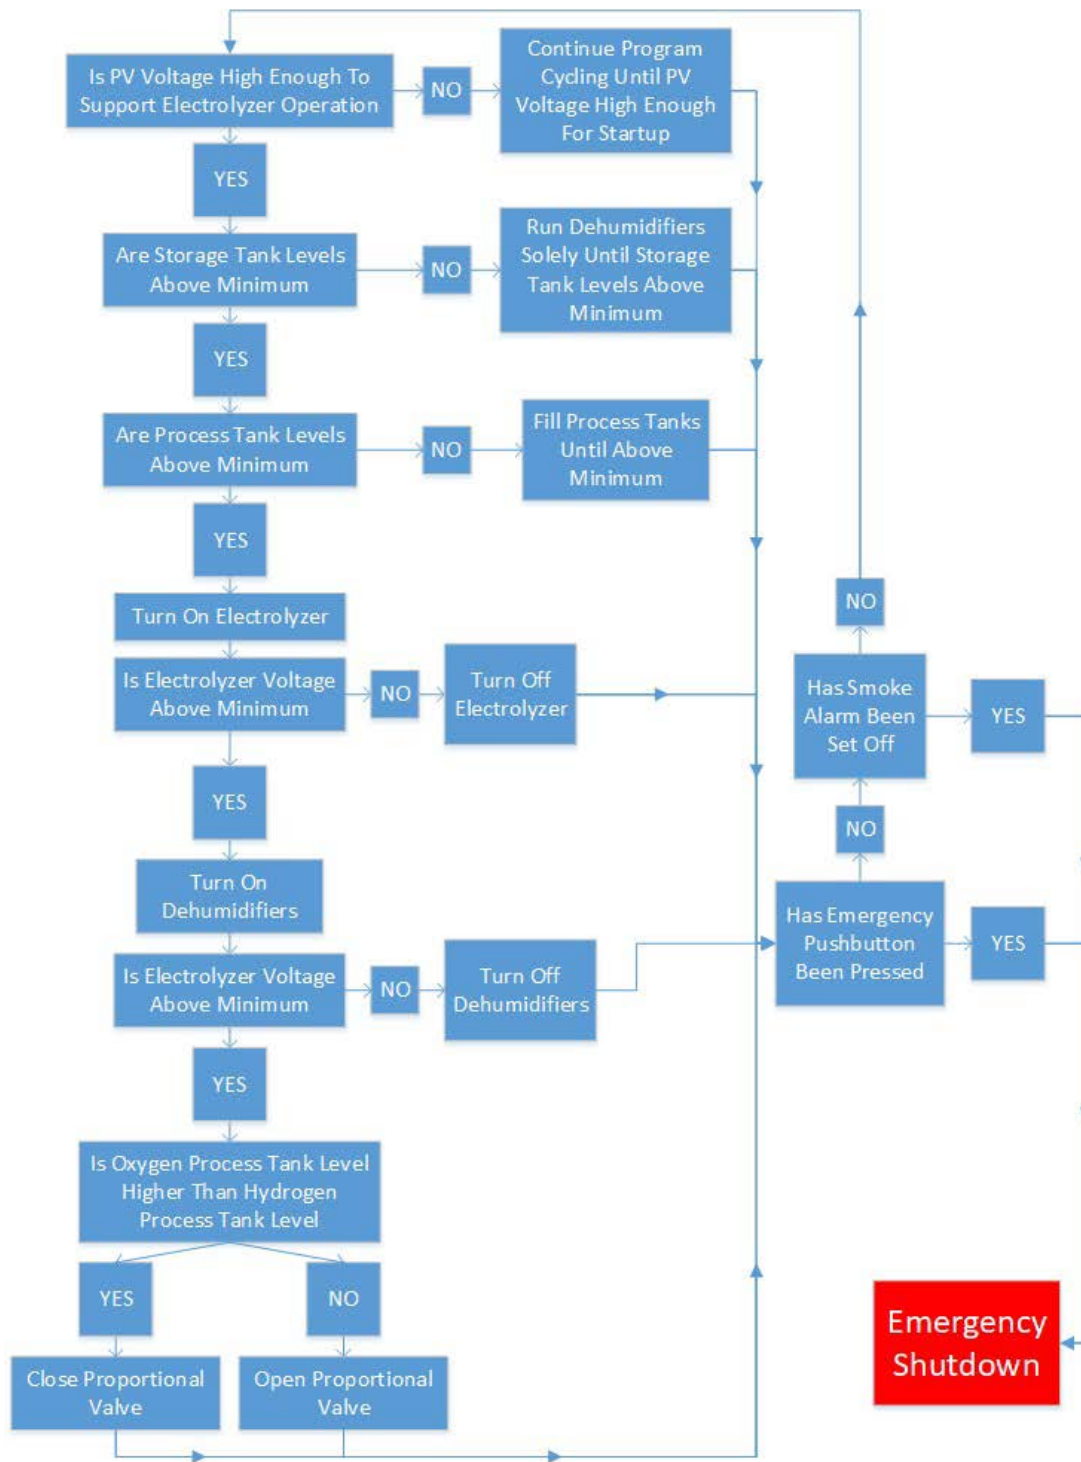 Is PV Voltage High Enough To
Support Electrolyzer Operation
NO
Continue Program
Cycling Until PV
Voltage High Enough
For Startup
YES
Are Storage Tank Levels
Above Minimum
NO
Run Dehumidifiers
Solely Until Storage
Tank Levels Above
Minimum
YES
Are Process Tank Levels
Above Minimum
NO
Fill Process Tanks
Until Above
Minimum
YES
Turn On Electrolyzer
Is Electrolyzer Voltage
Above Minimum
NO
Turn Off
Electrolyzer
YES
Turn On
Dehumidifiers
Is Electrolyzer Voltage
Above Minimum
NO
Turn Off
Dehumidifiers
YES
Is Oxygen Process Tank Level
Higher Than Hydrogen
Process Tank Level
YES
NO
Close Proportional
Valve
Open Proportional
Valve
Has Emergency
Pushbutton
Been Pressed
YES
NO
Has Smoke
Alarm Been
Set Off
YES
NO
Emergency
Shutdown